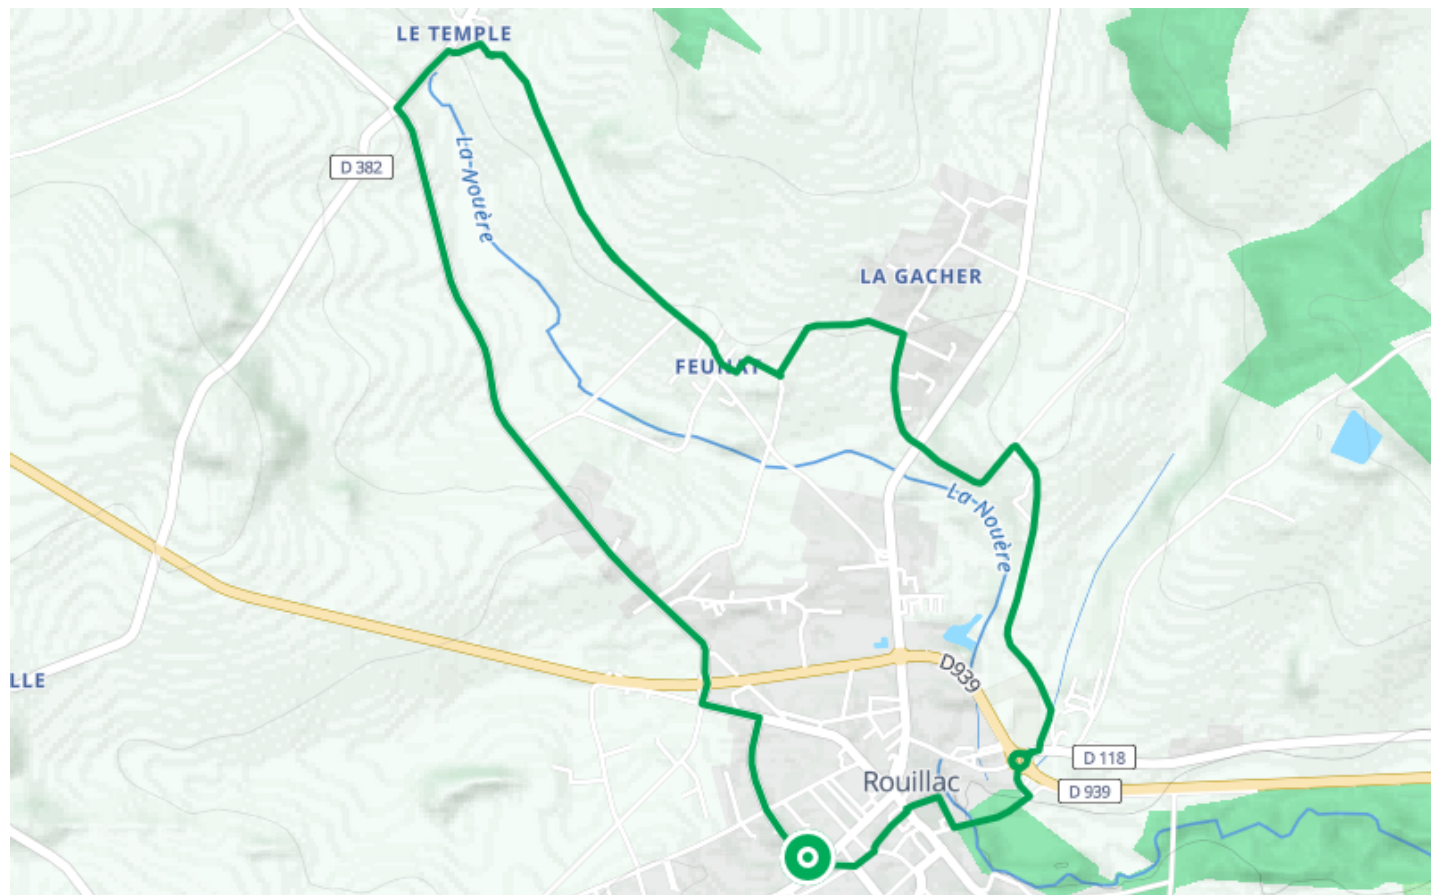 LE TEMPLE
D 382
La-Nouère
LA GACHER
La-Nouère
LLE
D939
D 118
Rouillac
D 939